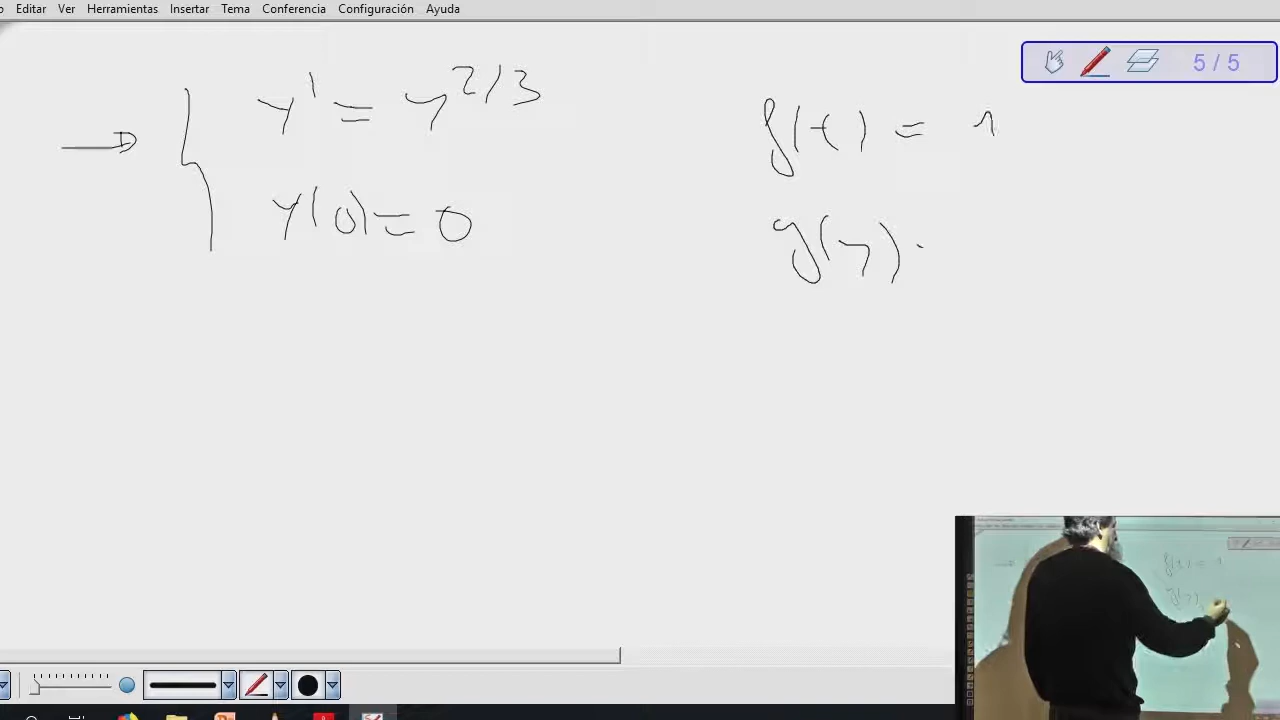 Editar Ver Herramientas Insertar Tema Conferencia Configuración Ayuda
5 / 5
y' = y^2/3
y(0) = 0
f(t) = 1
g(y)